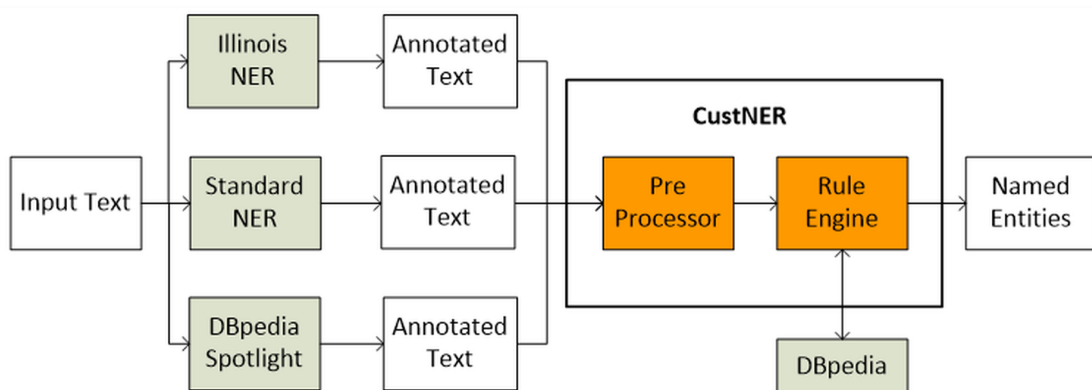 Illinois
NER
Annotated
Text
CustNER
Input Text
Standard
NER
Annotated
Text
Pre
Processor
Rule
Engine
Named
Entities
DBpedia
Spotlight
Annotated
Text
DBpedia